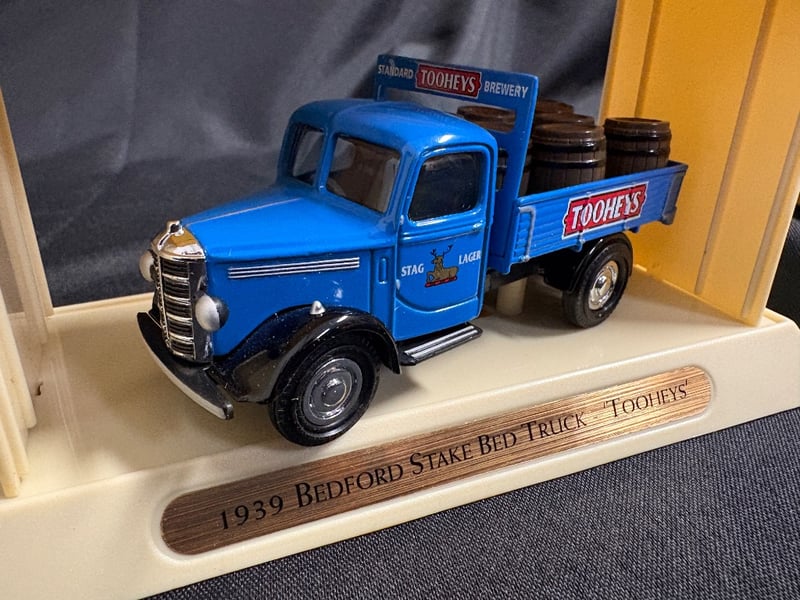 STANDARD TOOHEYS BREWERY
TOOHEYS
STAG LAGER
1939 BEDFORD STAKE BED TRUCK - 'TOOHEYS'